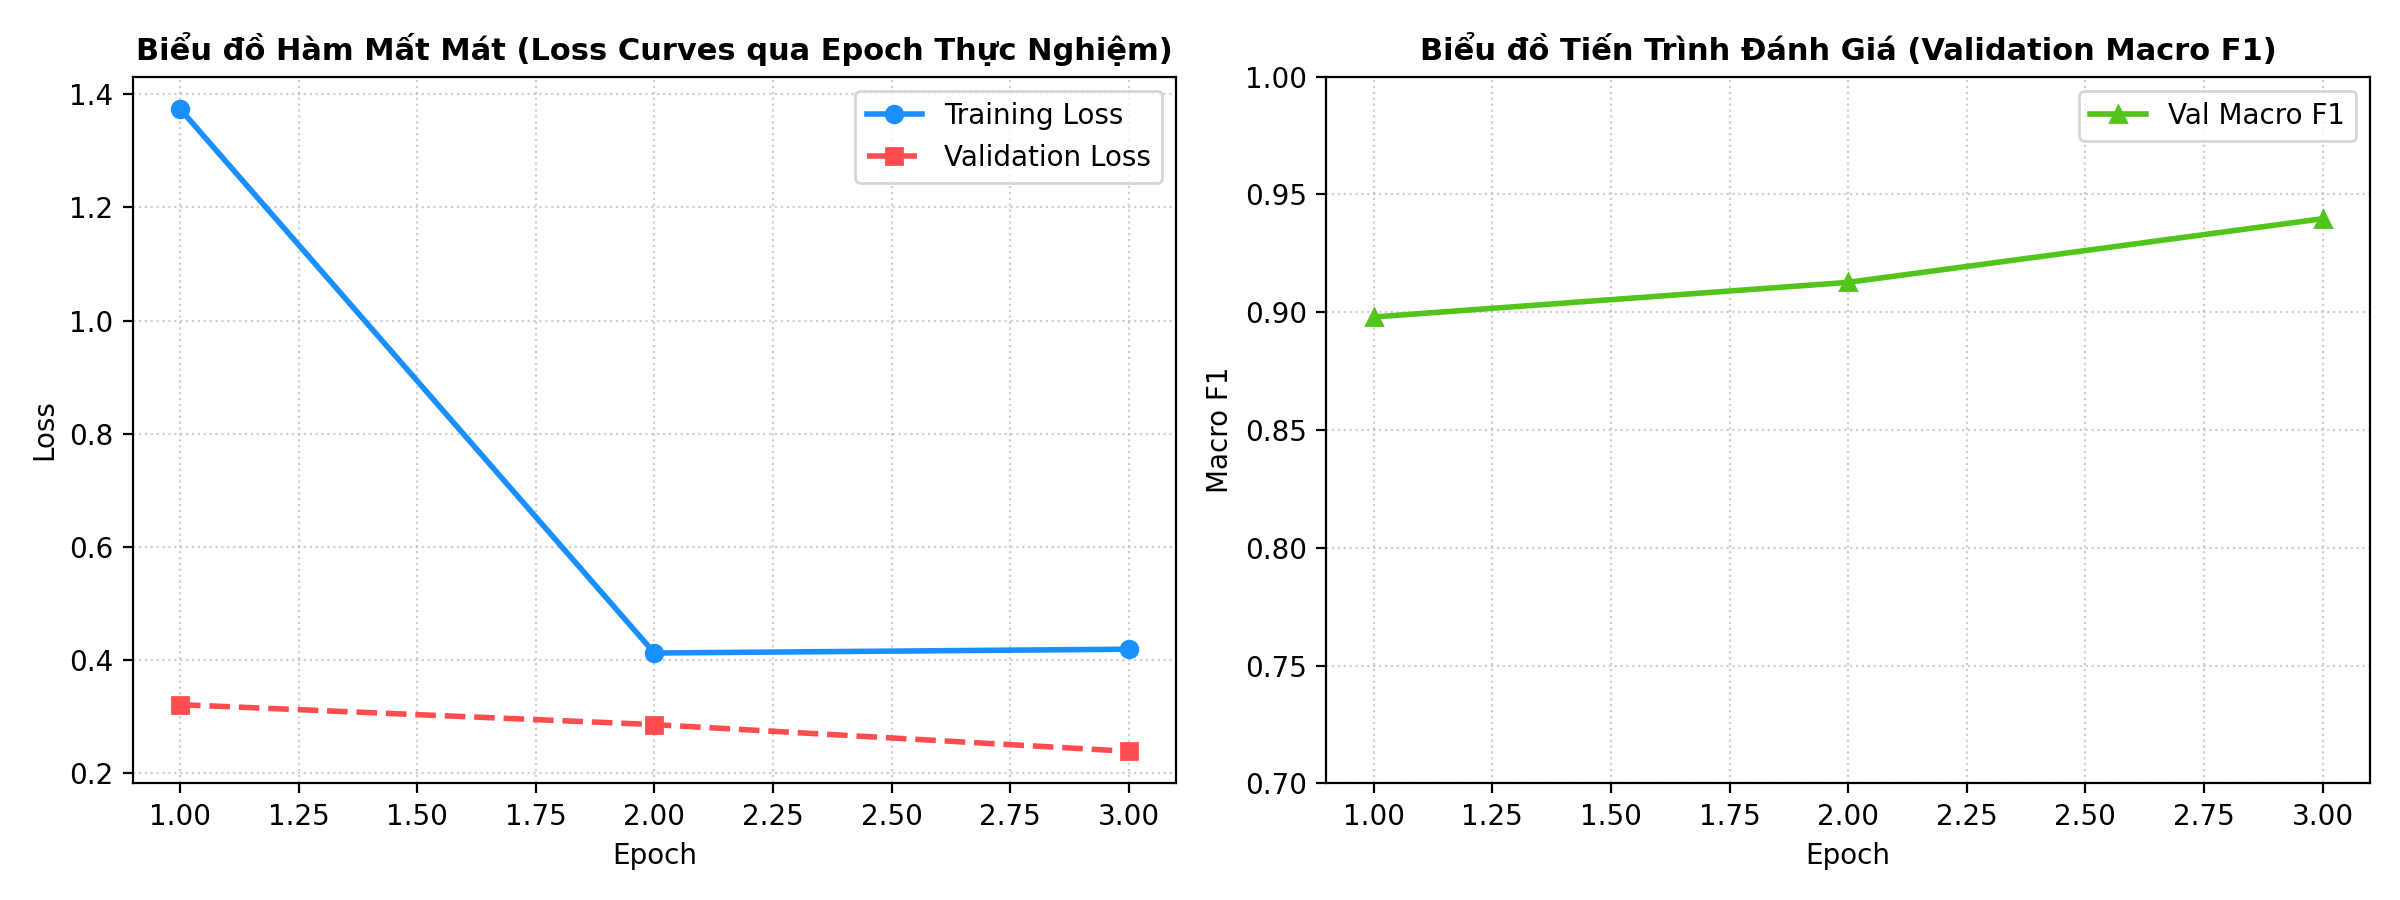 Biểu đồ Hàm Mất Mát (Loss Curves qua Epoch Thực Nghiệm)
1.4
1.2
1.0
0.8
0.6
0.4
0.2
Loss
Training Loss
Validation Loss
1.00 1.25 1.50 1.75 2.00 2.25 2.50 2.75 3.00
Epoch
Biểu đồ Tiến Trình Đánh Giá (Validation Macro F1)
1.00
0.95
0.90
0.85
0.80
0.75
0.70
Macro F1
Val Macro F1
1.00 1.25 1.50 1.75 2.00 2.25 2.50 2.75 3.00
Epoch